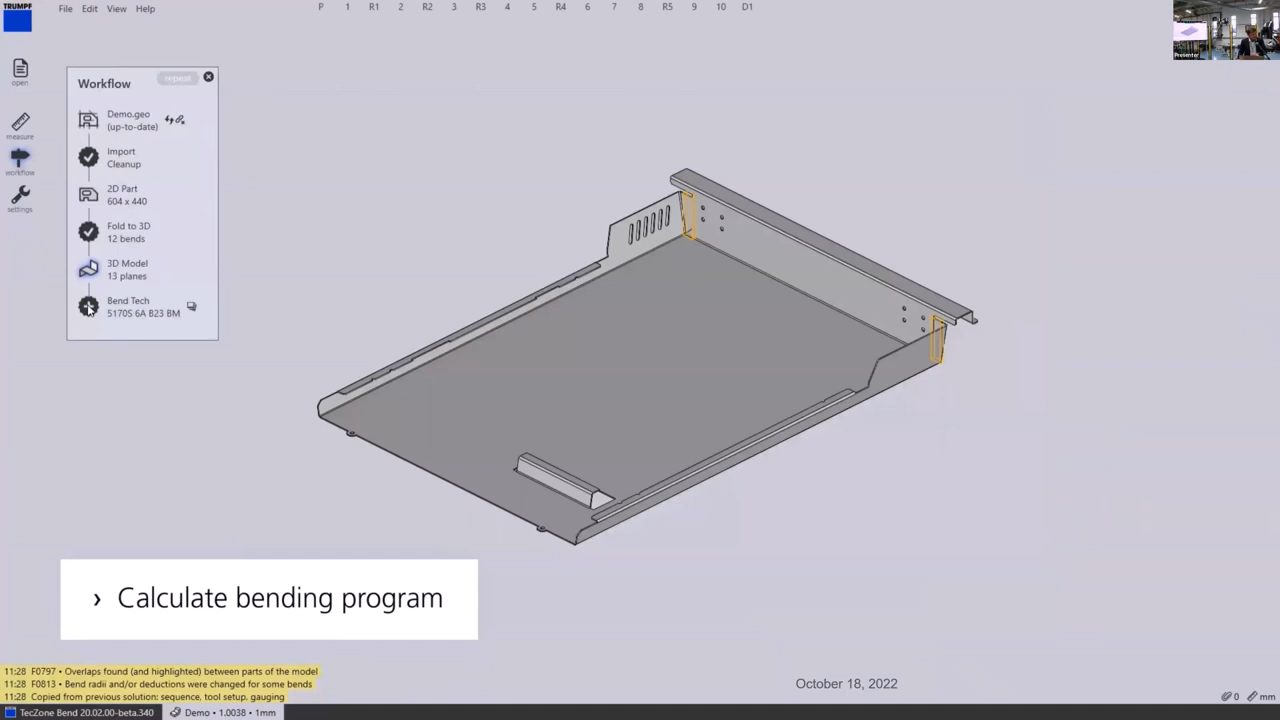 TRUMPF
File Edit View Help
P 1 R1 2 R2 3 R3 4 5 R4 6 7 8 R5 9 10 D1
Presenter
open
measure
workflow
settings
Workflow
repeat
Demo.geo
(up-to-date)
Import
Cleanup
2D Part
604 x 440
Fold to 3D
12 bends
3D Model
13 planes
Bend Tech
5170S 6A B23 BM
› Calculate bending program
11:28 F0797 • Overlaps found (and highlighted) between parts of the model
11:28 F0813 • Bend radii and/or deductions were changed for some bends
11:28 Copied from previous solution: sequence, tool setup, gauging
October 18, 2022
0 mm
TecZone Bend 20.02.00-beta.340 Demo • 1.0038 • 1mm